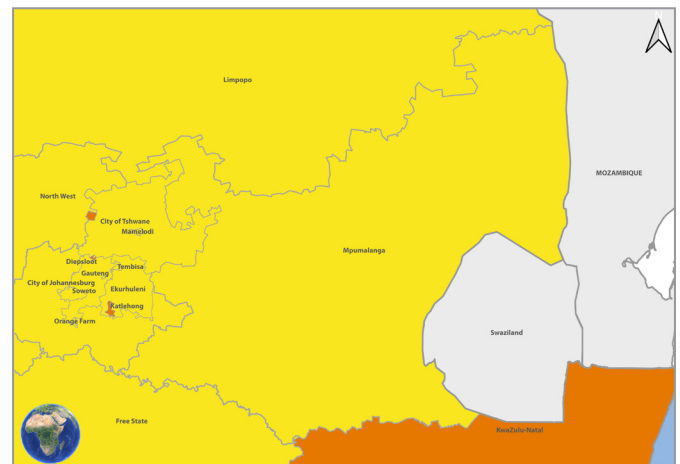 Limpopo
MOZAMBIQUE
North West
City of Tshwane
Mamelodi
Mpumalanga
Diepsloot
Tembisa
Gauteng
City of Johannesburg
Soweto
Ekurhuleni
Katlehong
Orange Farm
Swaziland
Free State
KwaZulu-Natal